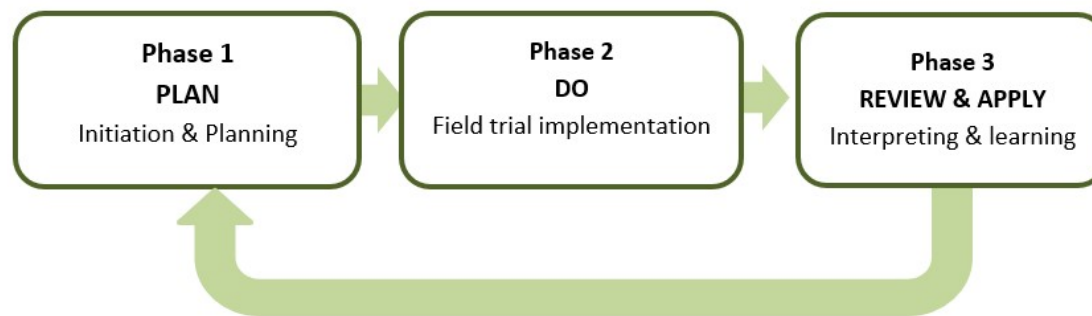 Phase 1
PLAN
Initiation & Planning
Phase 2
DO
Field trial implementation
Phase 3
REVIEW & APPLY
Interpreting & learning